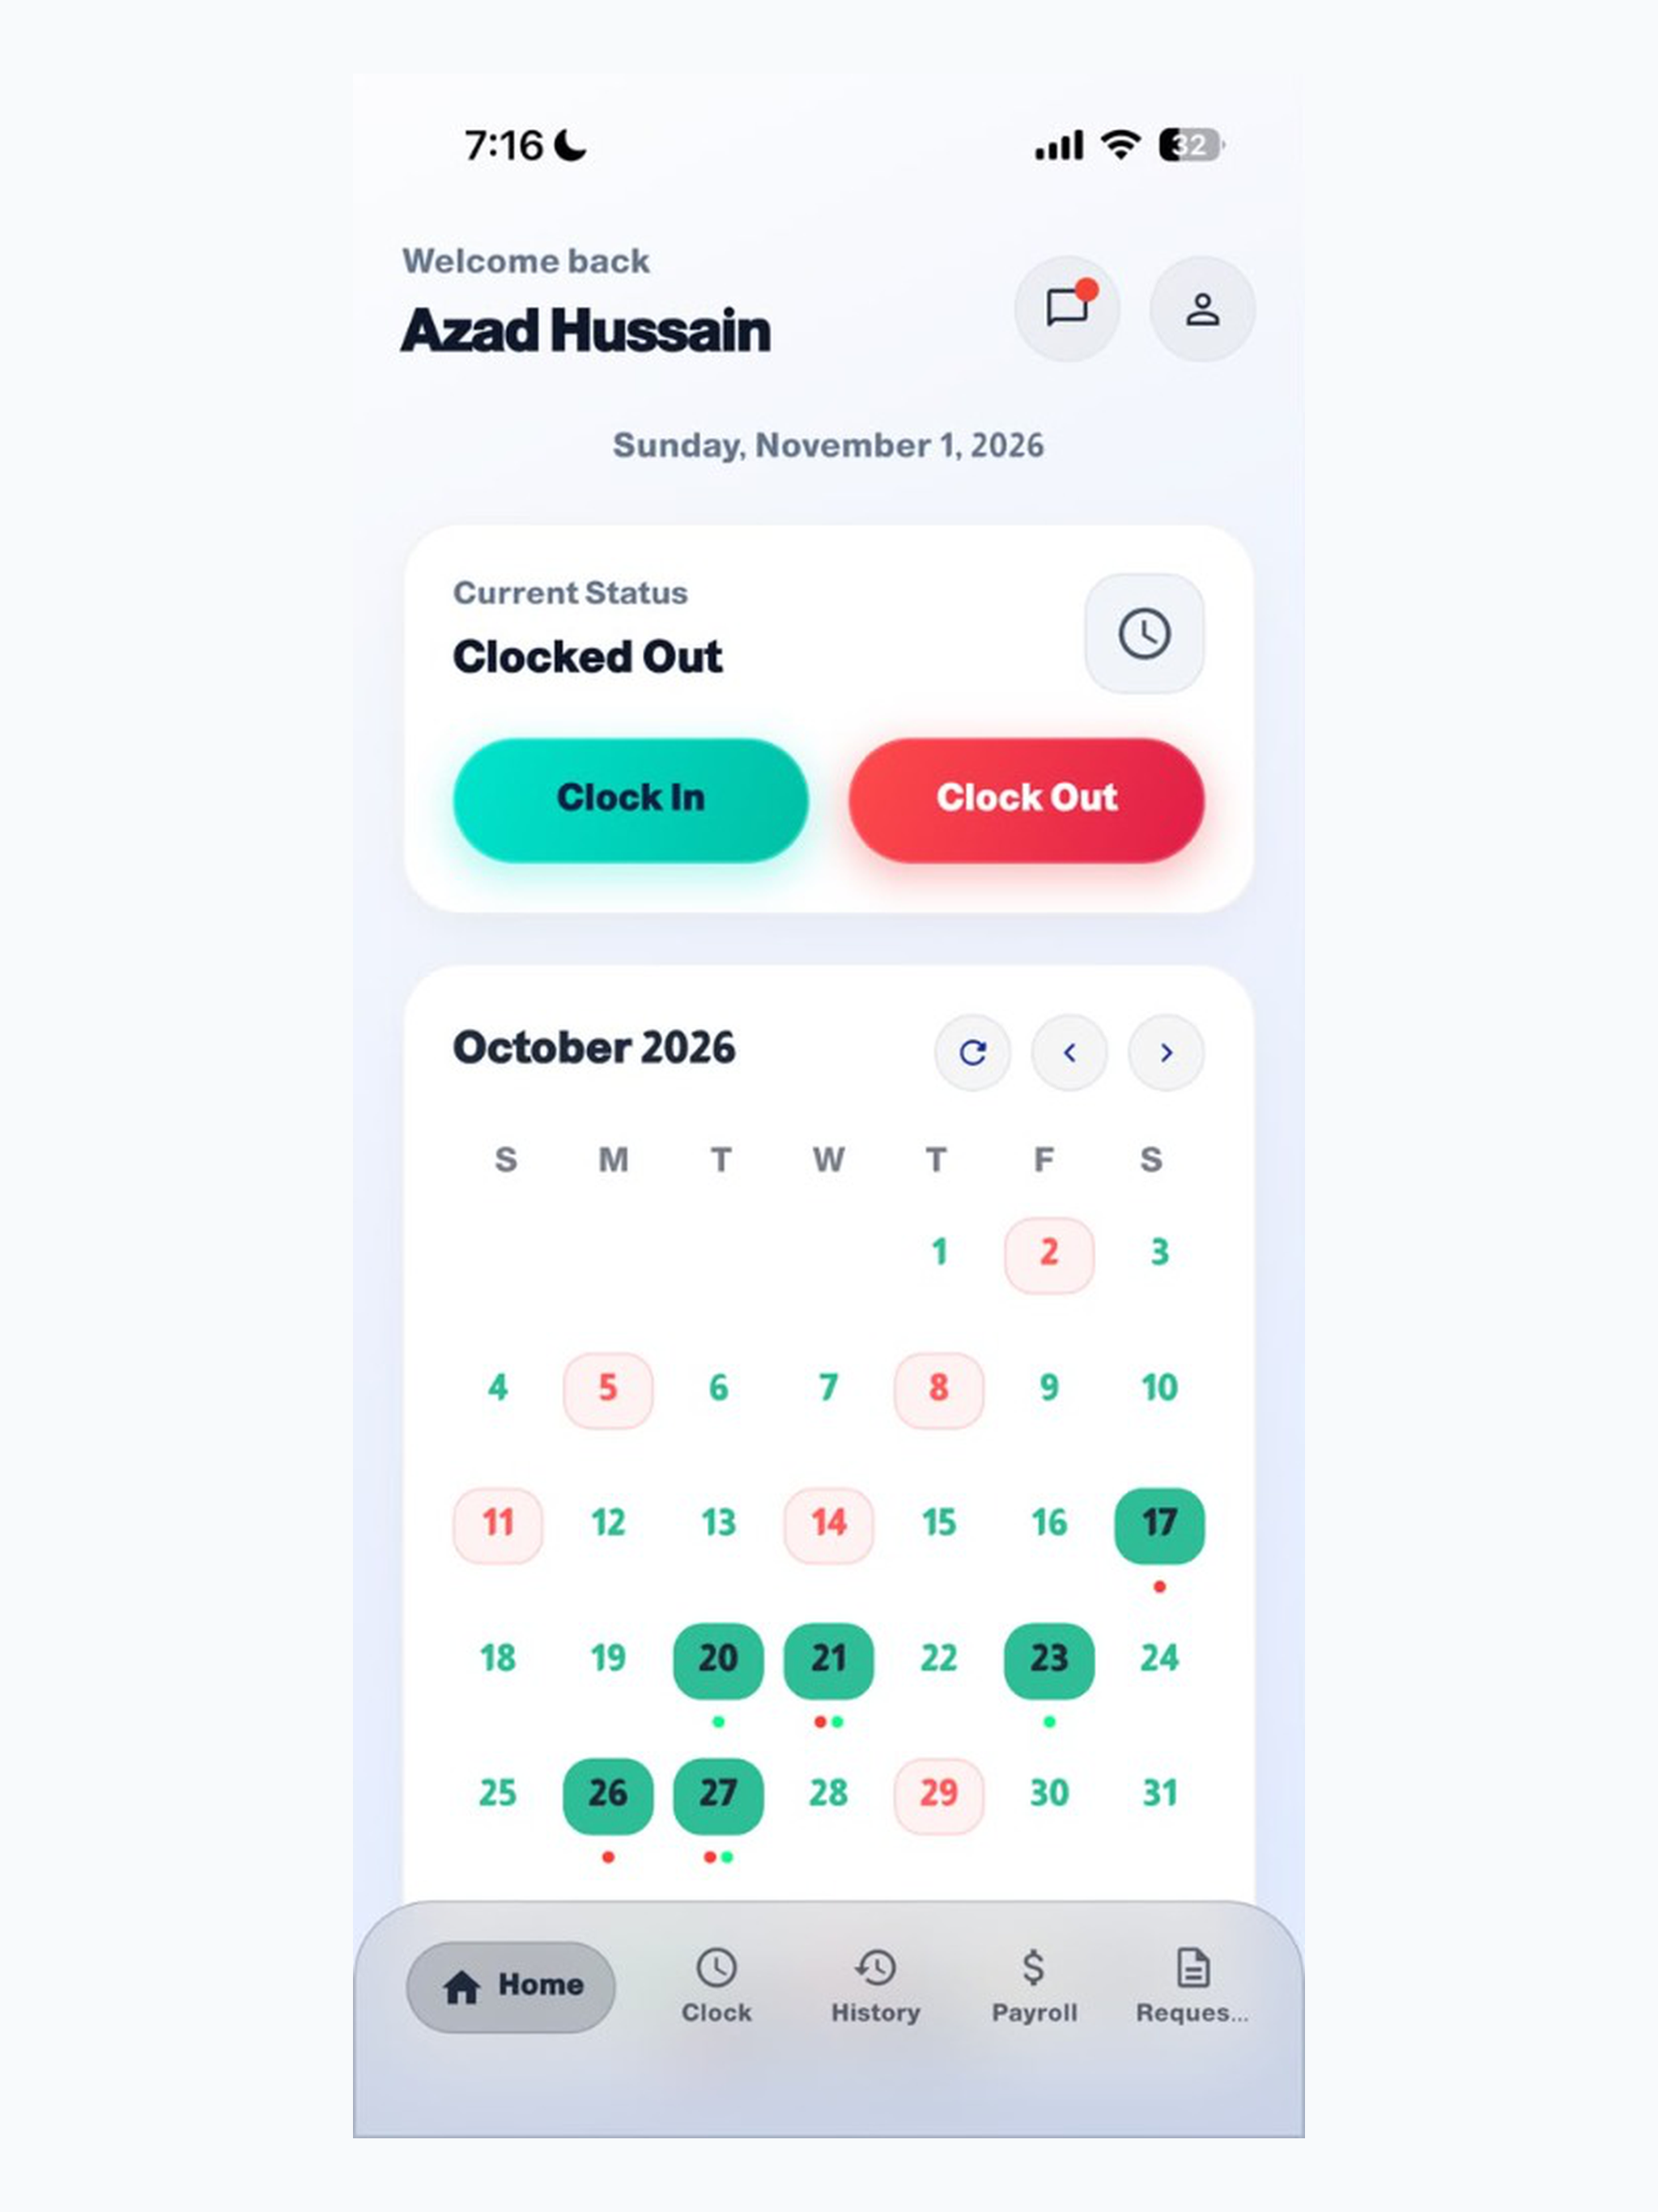 7:16
32
Welcome back
Azad Hussain
Sunday, November 1, 2026
Current Status
Clocked Out
Clock In Clock Out
October 2026
S M T W T F S
1 2 3
4 5 6 7 8 9 10
11 12 13 14 15 16 17
18 19 20 21 22 23 24
25 26 27 28 29 30 31
Home Clock History Payroll Reques...